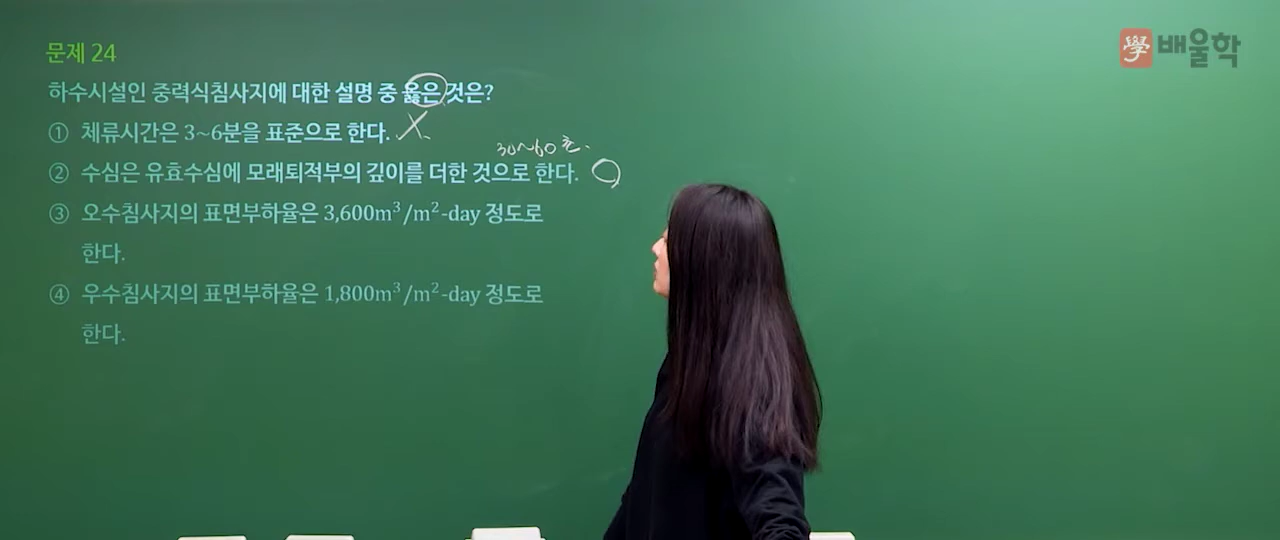 學 배울학
문제 24
하수시설인 중력식침사지에 대한 설명 중 옳은 것은?
① 체류시간은 3~6분을 표준으로 한다. X
30~60초.
② 수심은 유효수심에 모래퇴적부의 깊이를 더한 것으로 한다. ○
③ 오수침사지의 표면부하율은 3,600m³/m²-day 정도로
한다.
④ 우수침사지의 표면부하율은 1,800m³/m²-day 정도로
한다.